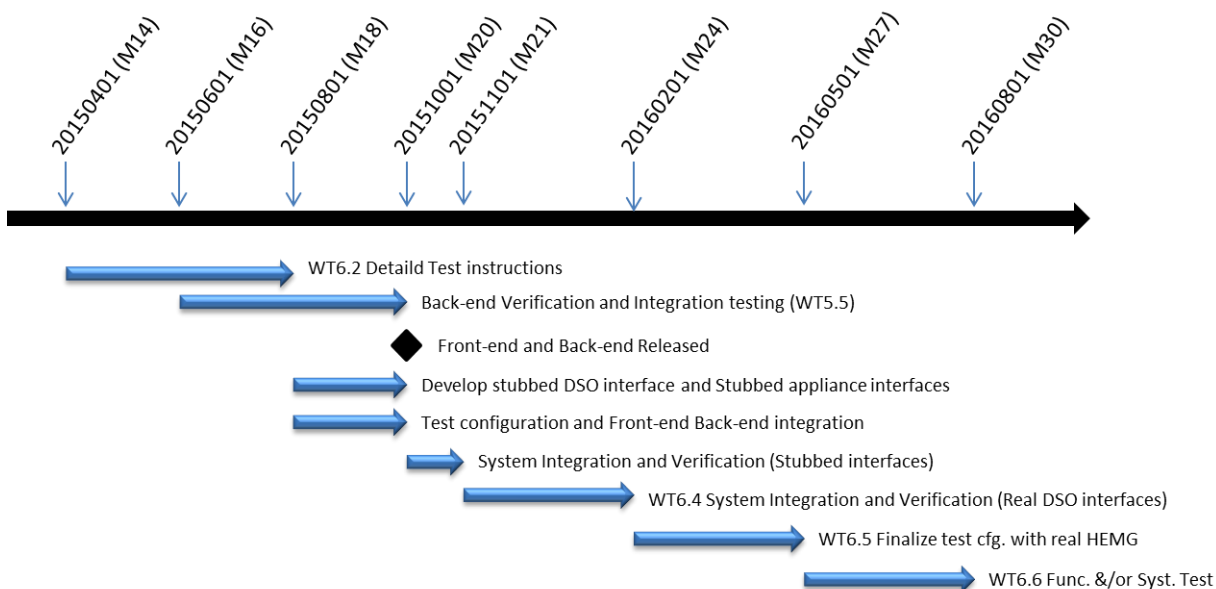 20150401 (M14)
20150601 (M16)
20150801 (M18)
20151001 (M20)
20151101 (M21)
20160201 (M24)
20160501 (M27)
20160801 (M30)
WT6.2 Detaild Test instructions
Back-end Verification and Integration testing (WT5.5)
Front-end and Back-end Released
Develop stubbed DSO interface and Stubbed appliance interfaces
Test configuration and Front-end Back-end integration
System Integration and Verification (Stubbed interfaces)
WT6.4 System Integration and Verification (Real DSO interfaces)
WT6.5 Finalize test cfg. with real HEMG
WT6.6 Func. &/or Syst. Test